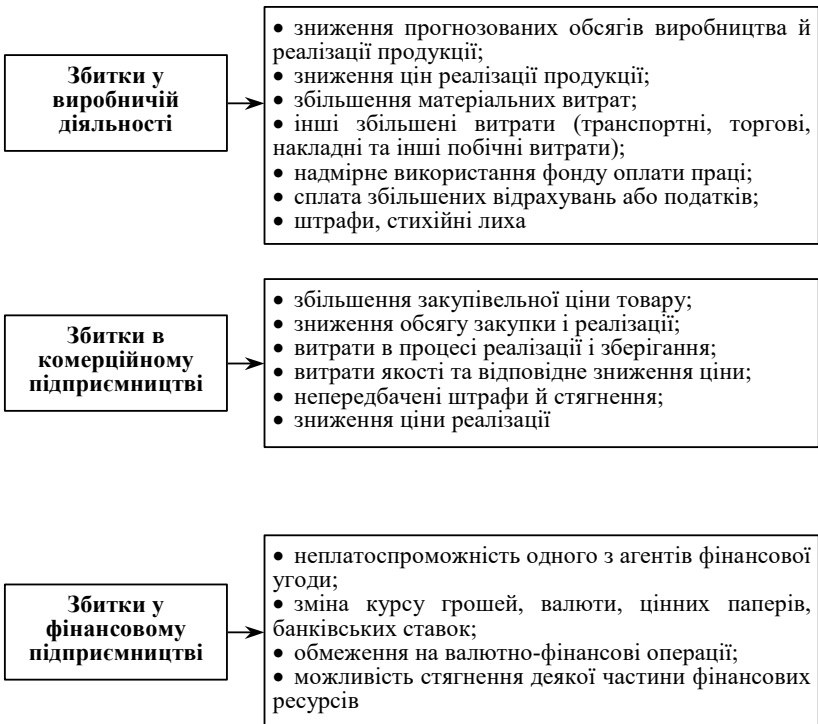 Збитки у
виробничій
діяльності
• зниження прогнозованих обсягів виробництва й
реалізації продукції;
• зниження цін реалізації продукції;
• збільшення матеріальних витрат;
• інші збільшені витрати (транспортні, торгові,
накладні та інші побічні витрати);
• надмірне використання фонду оплати праці;
• сплата збільшених відрахувань або податків;
• штрафи, стихійні лиха
Збитки в
комерційному
підприємництві
• збільшення закупівельної ціни товару;
• зниження обсягу закупки і реалізації;
• витрати в процесі реалізації і зберігання;
• витрати якості та відповідне зниження ціни;
• непередбачені штрафи й стягнення;
• зниження ціни реалізації
Збитки у
фінансовому
підприємництві
• неплатоспроможність одного з агентів фінансової
угоди;
• зміна курсу грошей, валюти, цінних паперів,
банківських ставок;
• обмеження на валютно-фінансові операції;
• можливість стягнення деякої частини фінансових
ресурсів